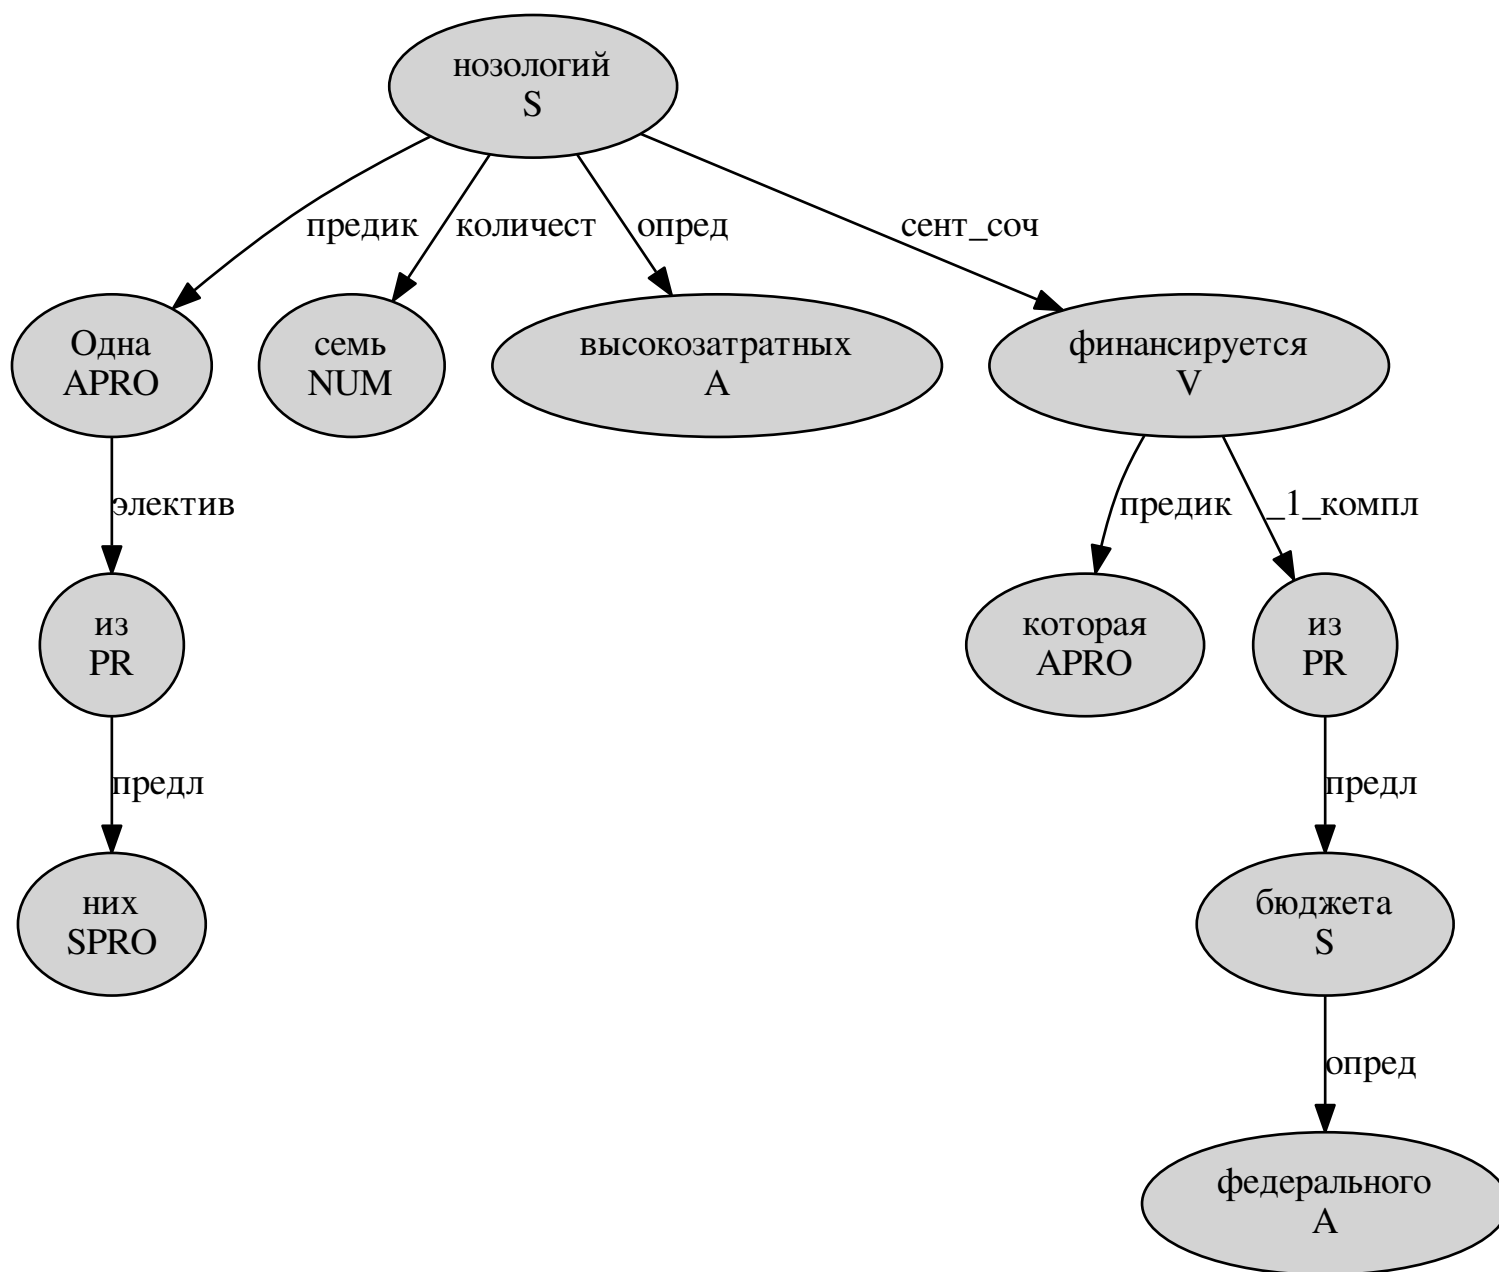 нозологий
S
предик
количест
опред
сент_соч
Одна
APRO
семь
NUM
высокозатратных
A
финансируется
V
электив
предик
_1_компл
из
PR
которая
APRO
из
PR
предл
предл
них
SPRO
бюджета
S
опред
федерального
A